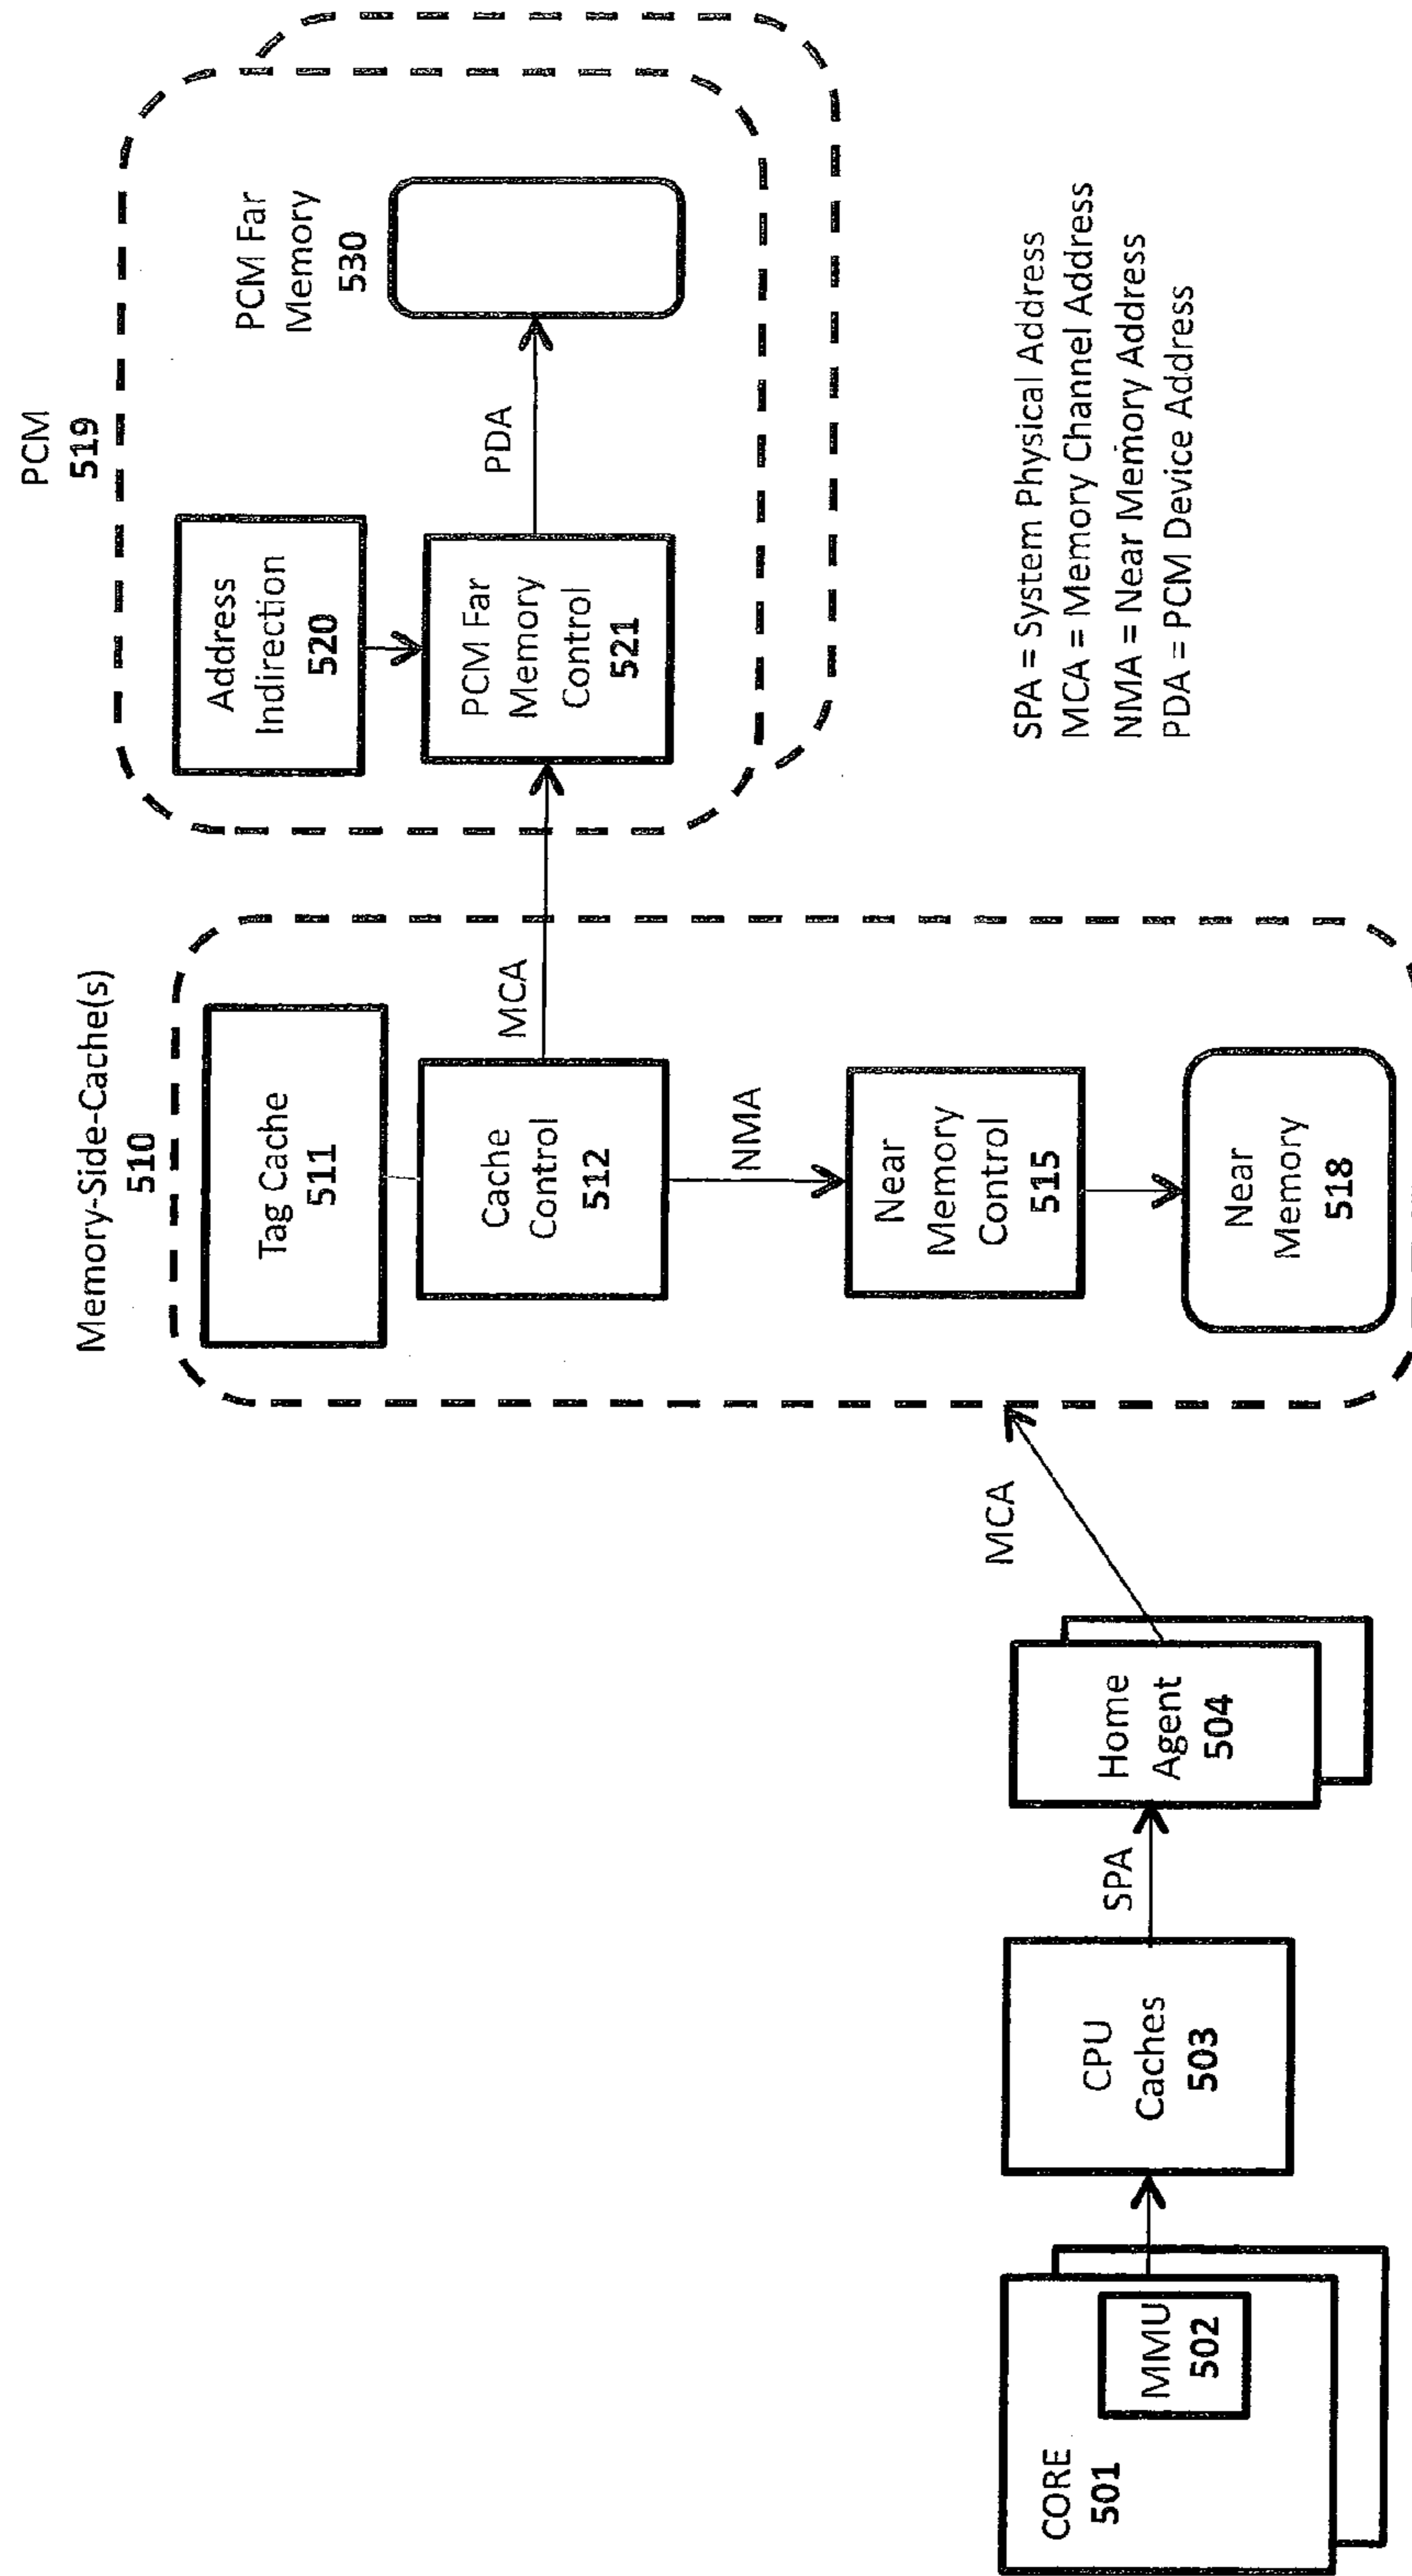 CORE
501
MMU
502
CPU
Caches
503
SPA
Home
Agent
504
MCA
Memory-Side-Cache(s)
510
Tag Cache
511
Cache
Control
512
NMA
Near
Memory
Control
515
Near
Memory
518
MCA
PCM
519
Address
Indirection
520
PCM Far
Memory
Control
521
PDA
PCM Far
Memory
530
SPA = System Physical Address
MCA = Memory Channel Address
NMA = Near Memory Address
PDA = PCM Device Address